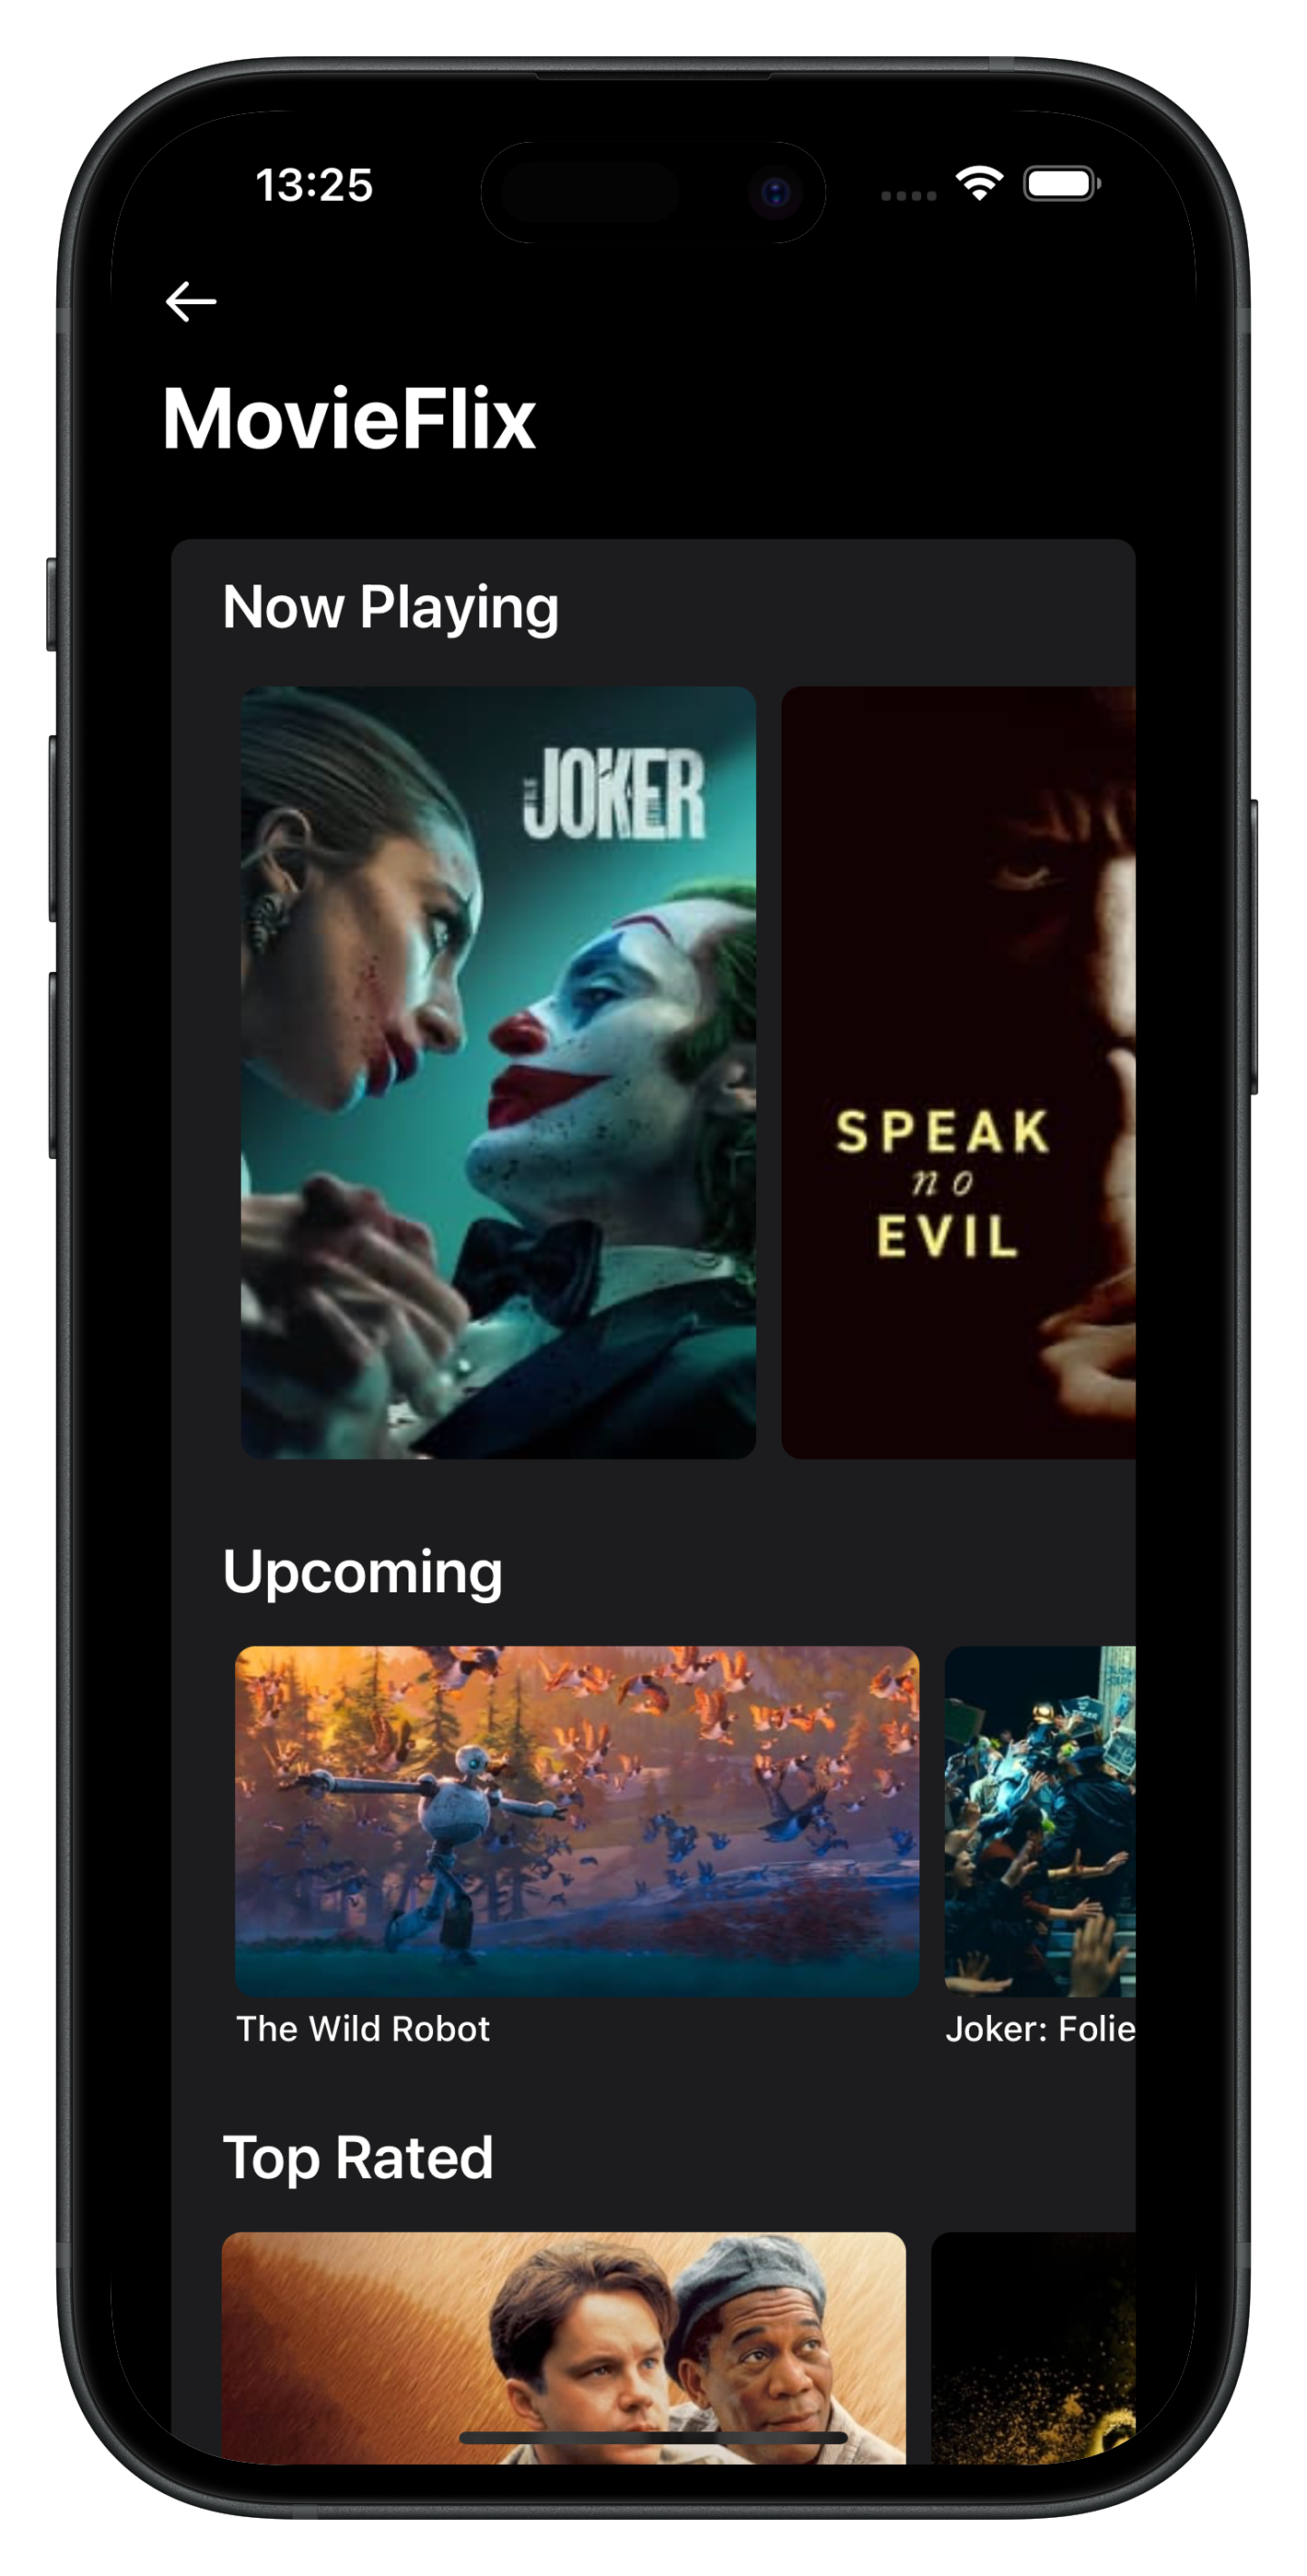 13:25
MovieFlix
Now Playing
JOKER
SPEAK
no
EVIL
Upcoming
The Wild Robot
Joker: Folie
Top Rated